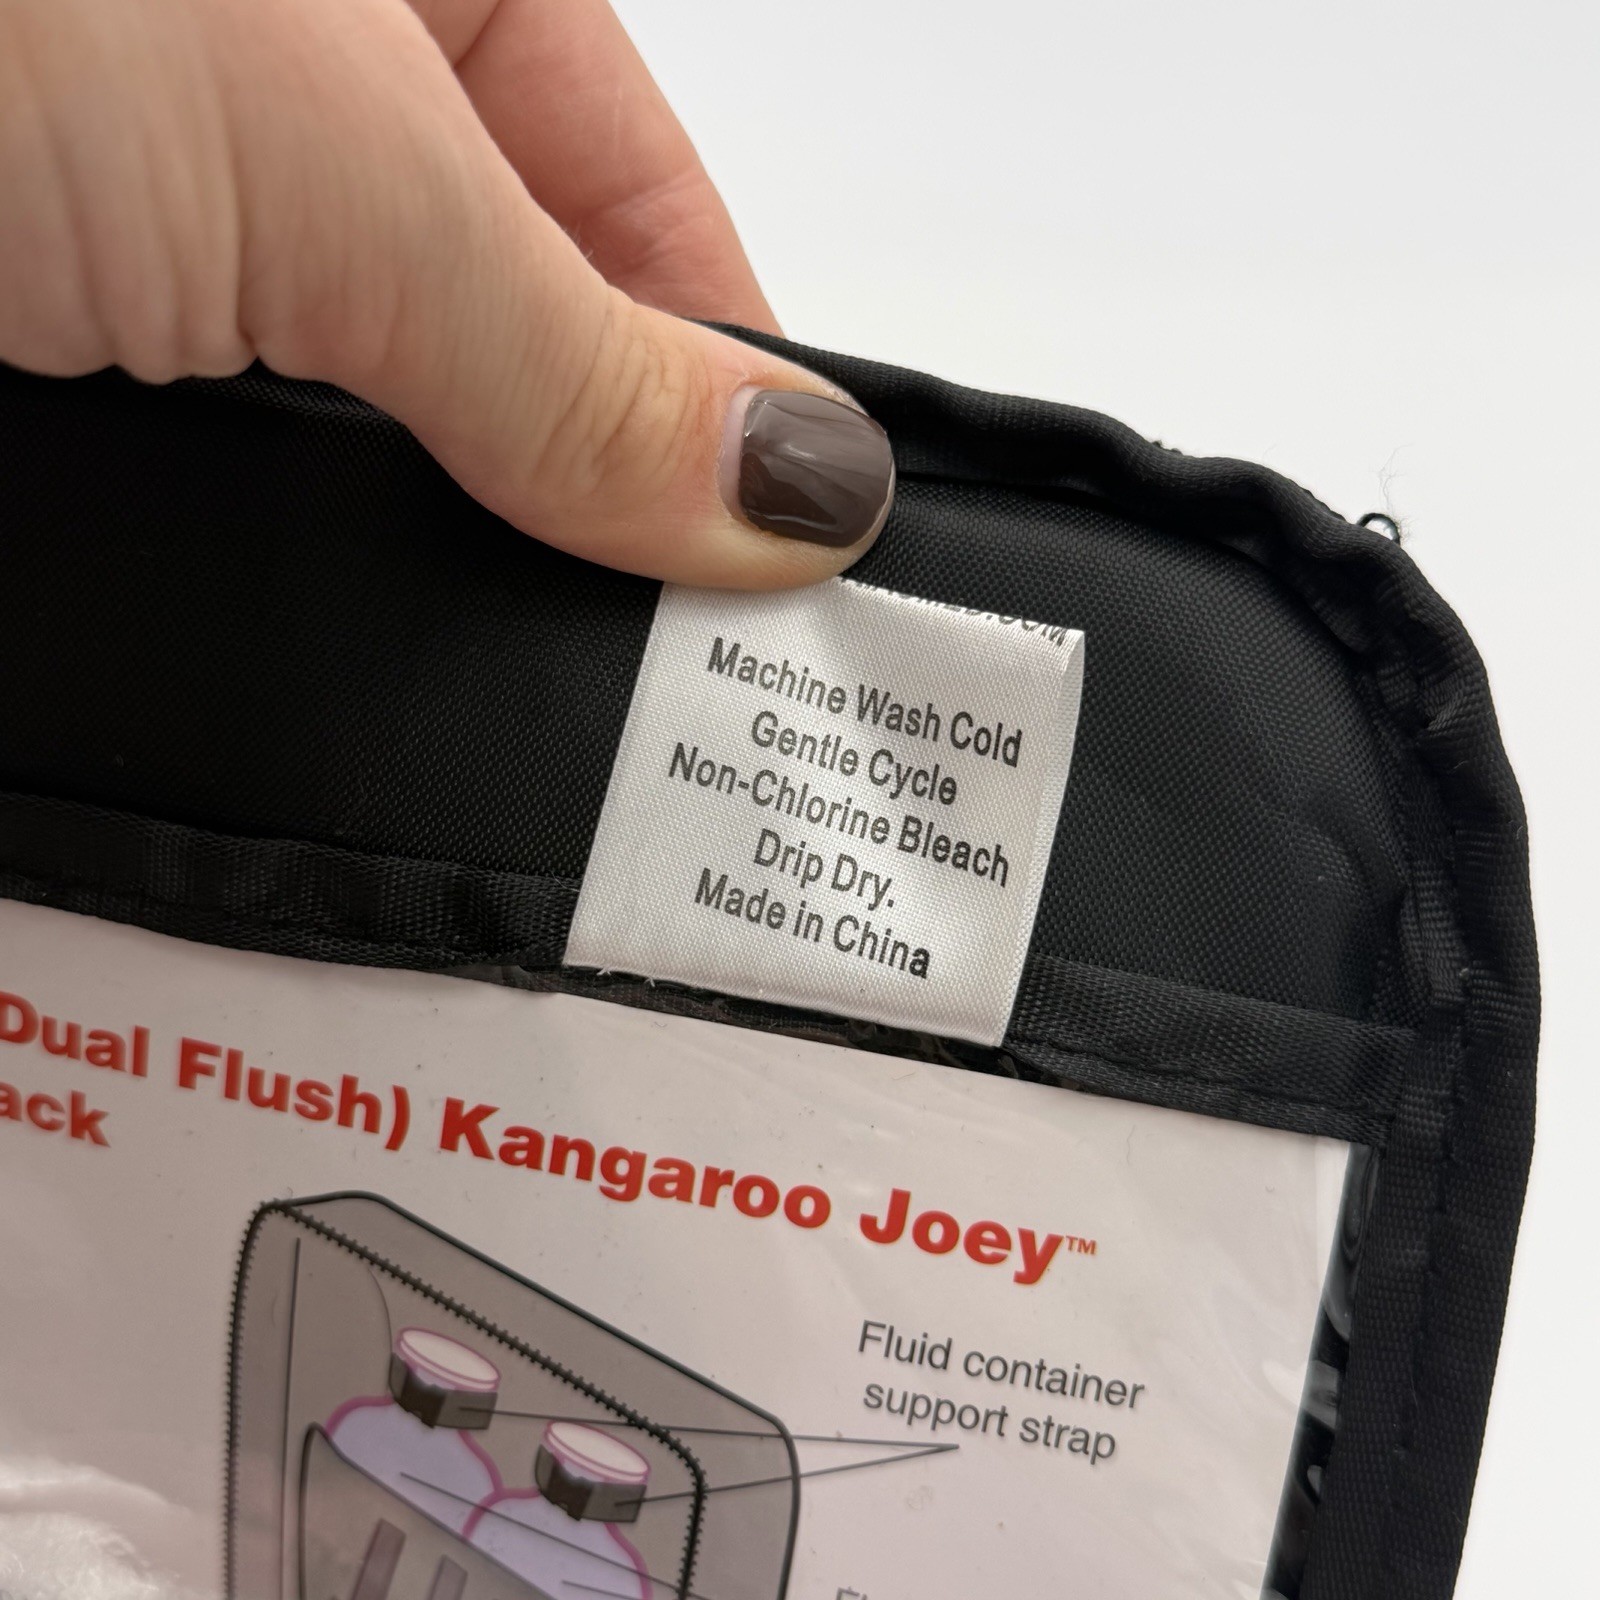 Machine Wash Cold
Gentle Cycle
Non-Chlorine Bleach
Drip Dry.
Made in China
Dual Flush) Kangaroo Joey™
ack
Fluid container
support strap